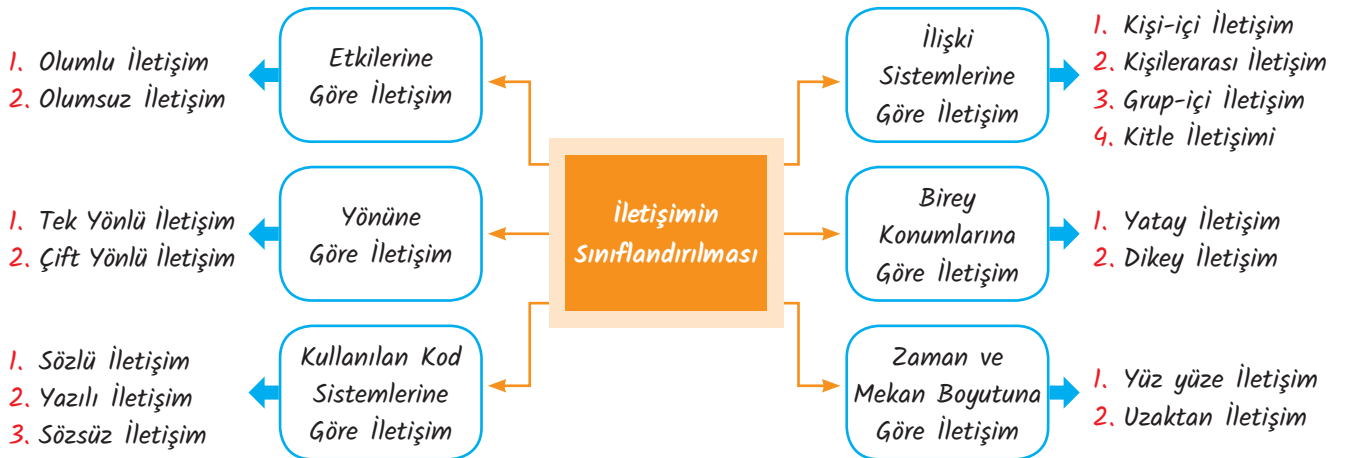 İletişimin
Sınıflandırılması
Etkilerine
Göre İletişim
1. Olumlu İletişim
2. Olumsuz İletişim
Yönüne
Göre İletişim
1. Tek Yönlü İletişim
2. Çift Yönlü İletişim
Kullanılan Kod
Sistemlerine
Göre İletişim
1. Sözlü İletişim
2. Yazılı İletişim
3. Sözsüz İletişim
İlişki
Sistemlerine
Göre İletişim
1. Kişi-içi İletişim
2. Kişilerarası İletişim
3. Grup-içi İletişim
4. Kitle İletişimi
Birey
Konumlarına
Göre İletişim
1. Yatay İletişim
2. Dikey İletişim
Zaman ve
Mekan Boyutuna
Göre İletişim
1. Yüz yüze İletişim
2. Uzaktan İletişim